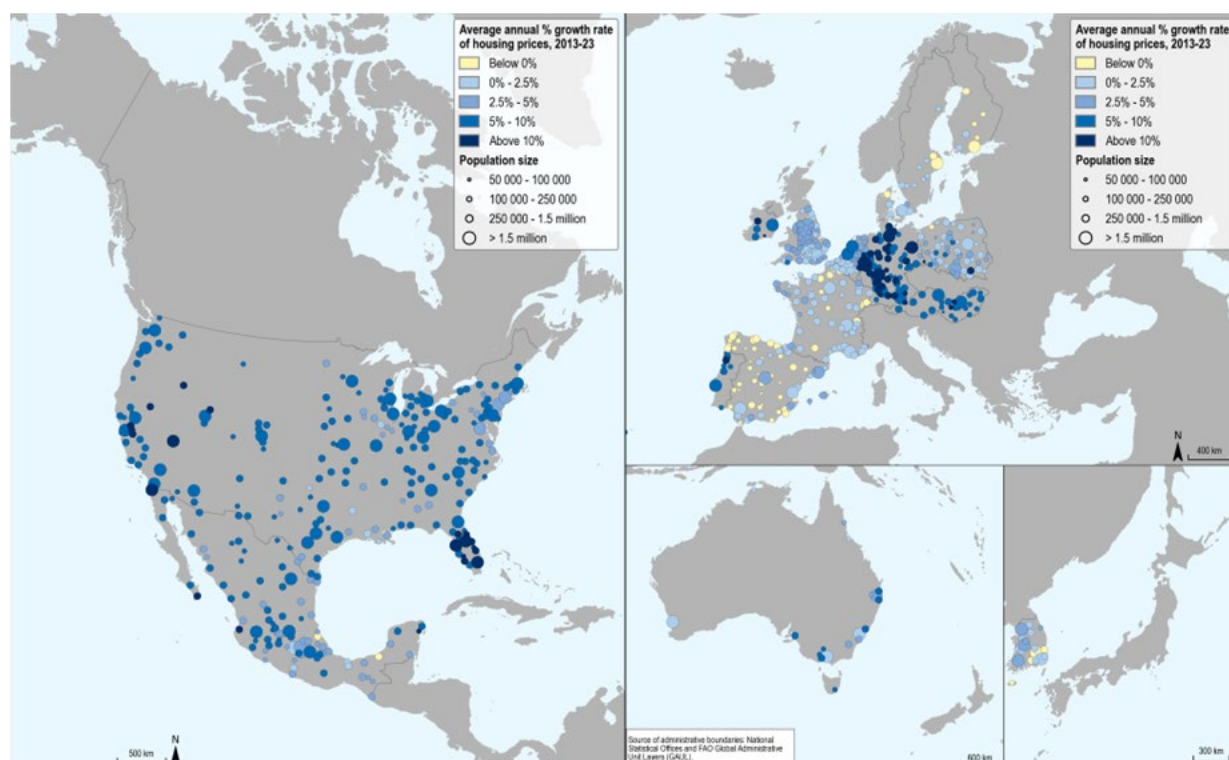 Average annual % growth rate
of housing prices, 2013-23
Below 0%
0% - 2.5%
2.5% - 5%
5% - 10%
Above 10%
Population size
50 000 - 100 000
100 000 - 250 000
250 000 - 1.5 million
> 1.5 million
500 km
N
Average annual % growth rate
of housing prices, 2013-23
Below 0%
0% - 2.5%
2.5% - 5%
5% - 10%
Above 10%
Population size
50 000 - 100 000
100 000 - 250 000
250 000 - 1.5 million
> 1.5 million
N
400 km
Source of administrative boundaries: National
Statistical Offices and FAO Global Administrative
Unit Layers (GAUL).
600 km
300 km